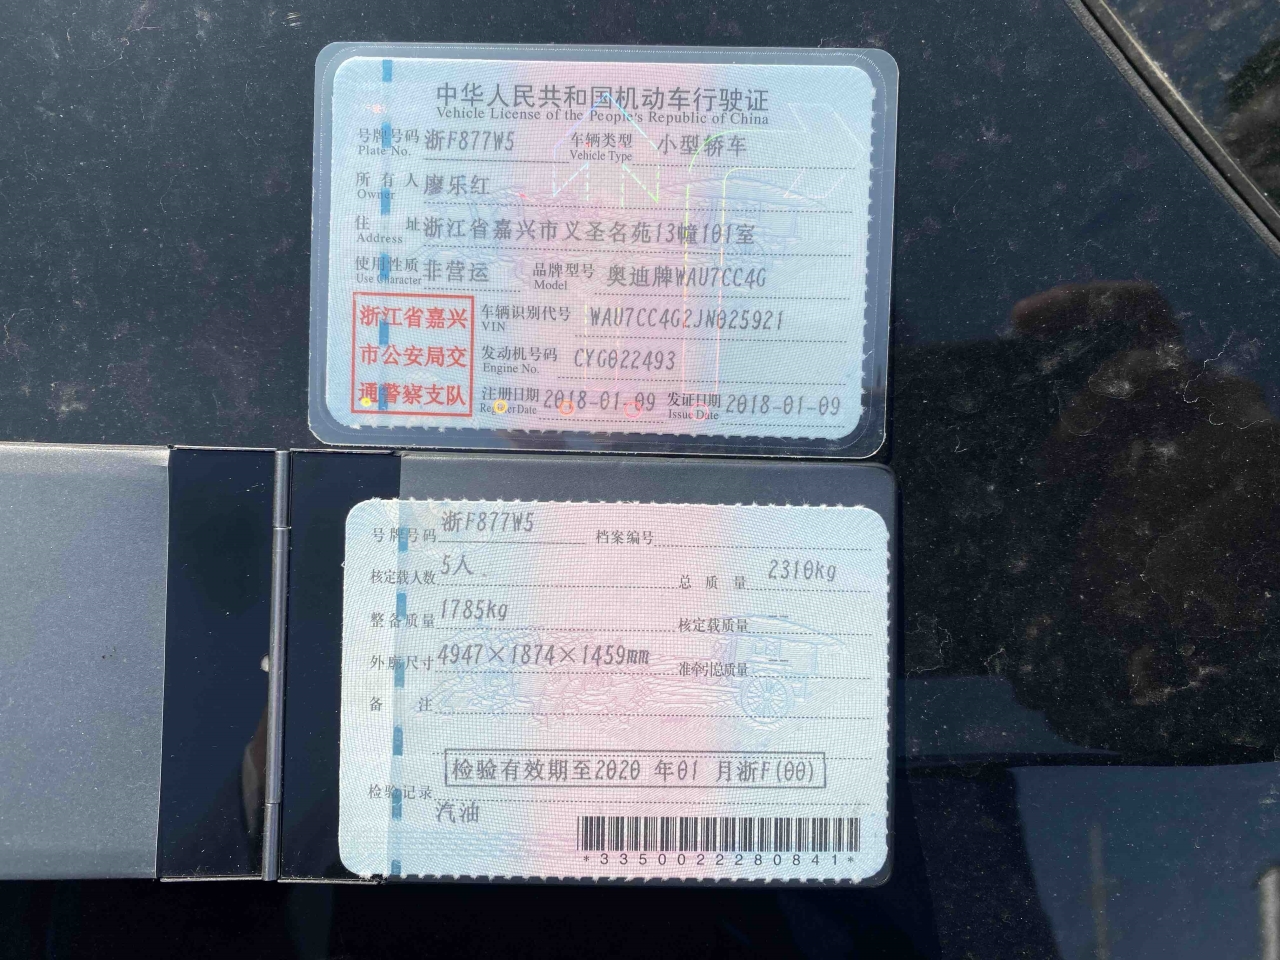 中华人民共和国机动车行驶证
Vehicle License of the People's Republic of China
号牌号码 Plate No. 浙F877W5 车辆类型 Vehicle Type 小型轿车
所有人 Owner 廖乐红
住址 Address 浙江省嘉兴市义圣名苑13幢101室
使用性质 Use Character 非营运 品牌型号 Model 奥迪牌WAU7CC4G
浙江省嘉兴
市公安局交
通警察支队
车辆识别代号 VIN WAU7CC4G2JN025921
发动机号码 Engine No. CYG022493
注册日期 Register Date 2018-01-09 发证日期 Issue Date 2018-01-09
号牌号码 浙F877W5 档案编号
核定载人数 5人 总质量 2310kg
整备质量 1785kg 核定载质量 --
外廓尺寸 4947×1874×1459mm 准牵引总质量 --
备注
检验有效期至2020 年01 月浙F(00)
检验记录
汽油
*3350022280841*